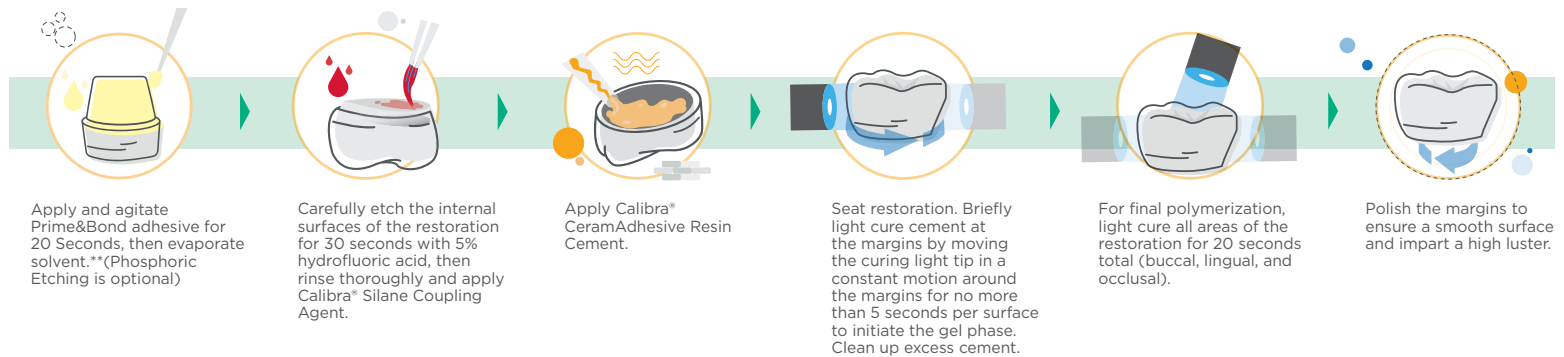 Apply and agitate
Prime&Bond adhesive for
20 Seconds, then evaporate
solvent.**(Phosphoric
Etching is optional)
Carefully etch the internal
surfaces of the restoration
for 30 seconds with 5%
hydrofluoric acid, then
rinse thoroughly and apply
Calibra® Silane Coupling
Agent.
Apply Calibra®
CeramAdhesive Resin
Cement.
Seat restoration. Briefly
light cure cement at
the margins by moving
the curing light tip in a
constant motion around
the margins for no more
than 5 seconds per surface
to initiate the gel phase.
Clean up excess cement.
For final polymerization,
light cure all areas of the
restoration for 20 seconds
total (buccal, lingual, and
occlusal).
Polish the margins to
ensure a smooth surface
and impart a high luster.